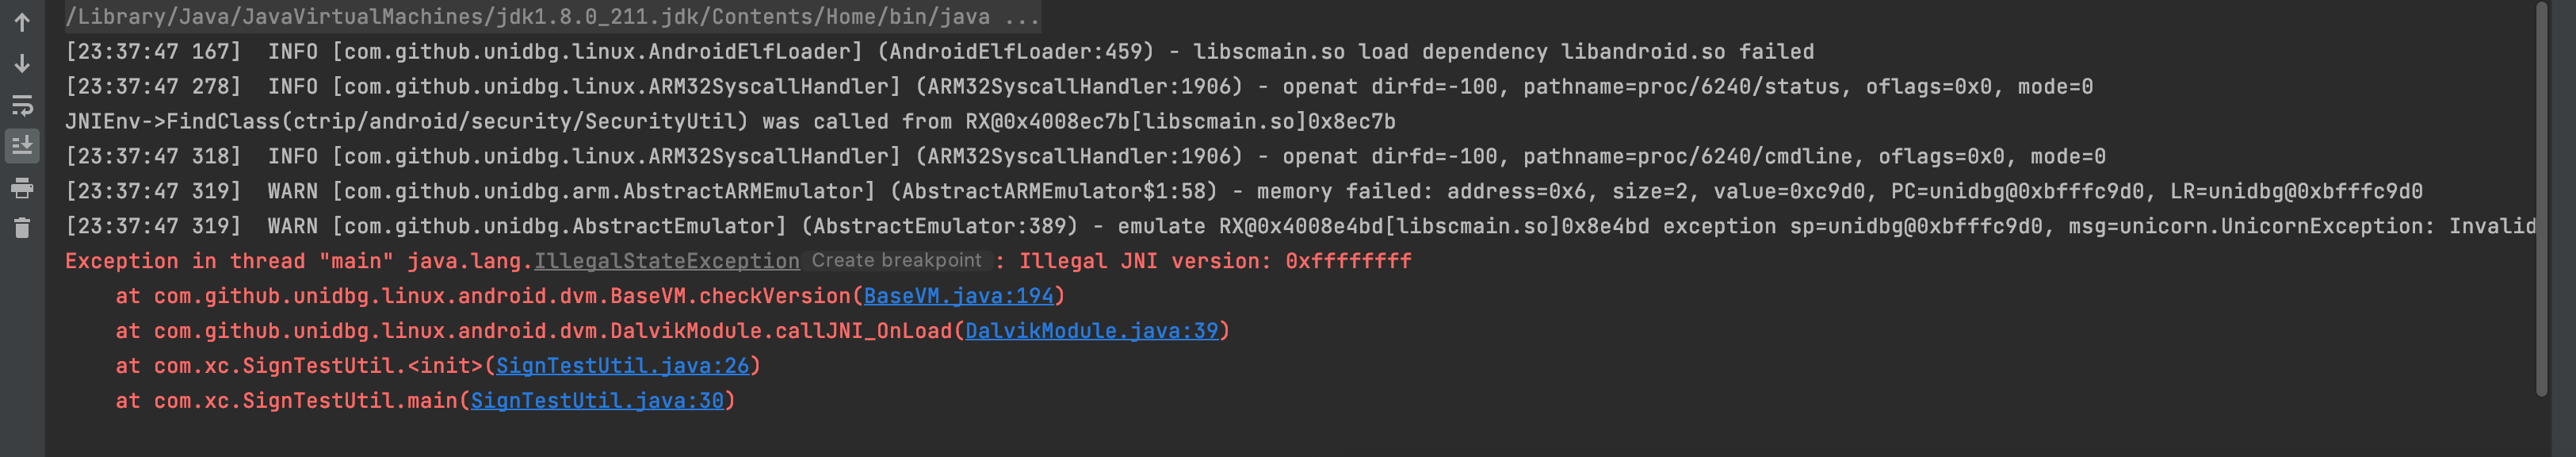 /Library/Java/JavaVirtualMachines/jdk1.8.0_211.jdk/Contents/Home/bin/java ...
[23:37:47 167]  INFO [com.github.unidbg.linux.AndroidElfLoader] (AndroidElfLoader:459) - libscmain.so load dependency libandroid.so failed
[23:37:47 278]  INFO [com.github.unidbg.linux.ARM32SyscallHandler] (ARM32SyscallHandler:1906) - openat dirfd=-100, pathname=proc/6240/status, oflags=0x0, mode=0
JNIEnv->FindClass(ctrip/android/security/SecurityUtil) was called from RX@0x4008ec7b[libscmain.so]0x8ec7b
[23:37:47 318]  INFO [com.github.unidbg.linux.ARM32SyscallHandler] (ARM32SyscallHandler:1906) - openat dirfd=-100, pathname=proc/6240/cmdline, oflags=0x0, mode=0
[23:37:47 319]  WARN [com.github.unidbg.arm.AbstractARMEmulator] (AbstractARMEmulator$1:58) - memory failed: address=0x6, size=2, value=0xc9d0, PC=unidbg@0xbfffc9d0, LR=unidbg@0xbfffc9d0
[23:37:47 319]  WARN [com.github.unidbg.AbstractEmulator] (AbstractEmulator:389) - emulate RX@0x4008e4bd[libscmain.so]0x8e4bd exception sp=unidbg@0xbfffc9d0, msg=unicorn.UnicornException: Invalid
Exception in thread "main" java.lang.IllegalStateException Create breakpoint : Illegal JNI version: 0xffffffff
    at com.github.unidbg.linux.android.dvm.BaseVM.checkVersion(BaseVM.java:194)
    at com.github.unidbg.linux.android.dvm.DalvikModule.callJNI_OnLoad(DalvikModule.java:39)
    at com.xc.SignTestUtil.<init>(SignTestUtil.java:26)
    at com.xc.SignTestUtil.main(SignTestUtil.java:30)